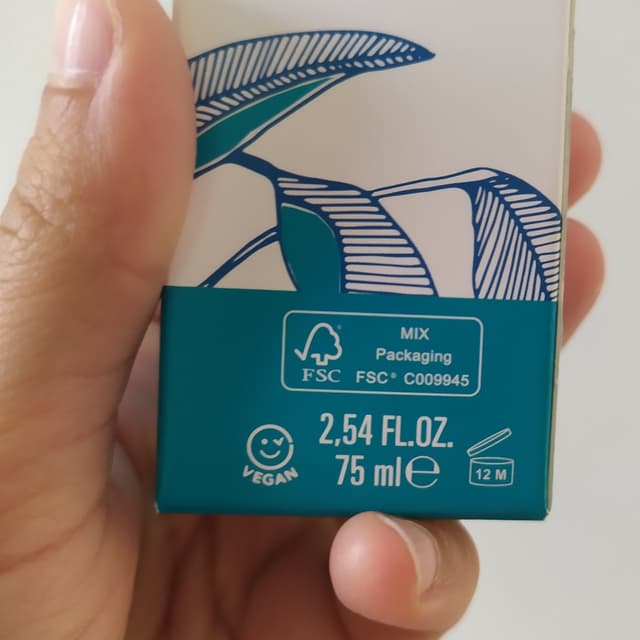 MIX
Packaging
FSC
FSC® C009945
2,54 FL.OZ.
75 ml℮
VEGAN
12 M